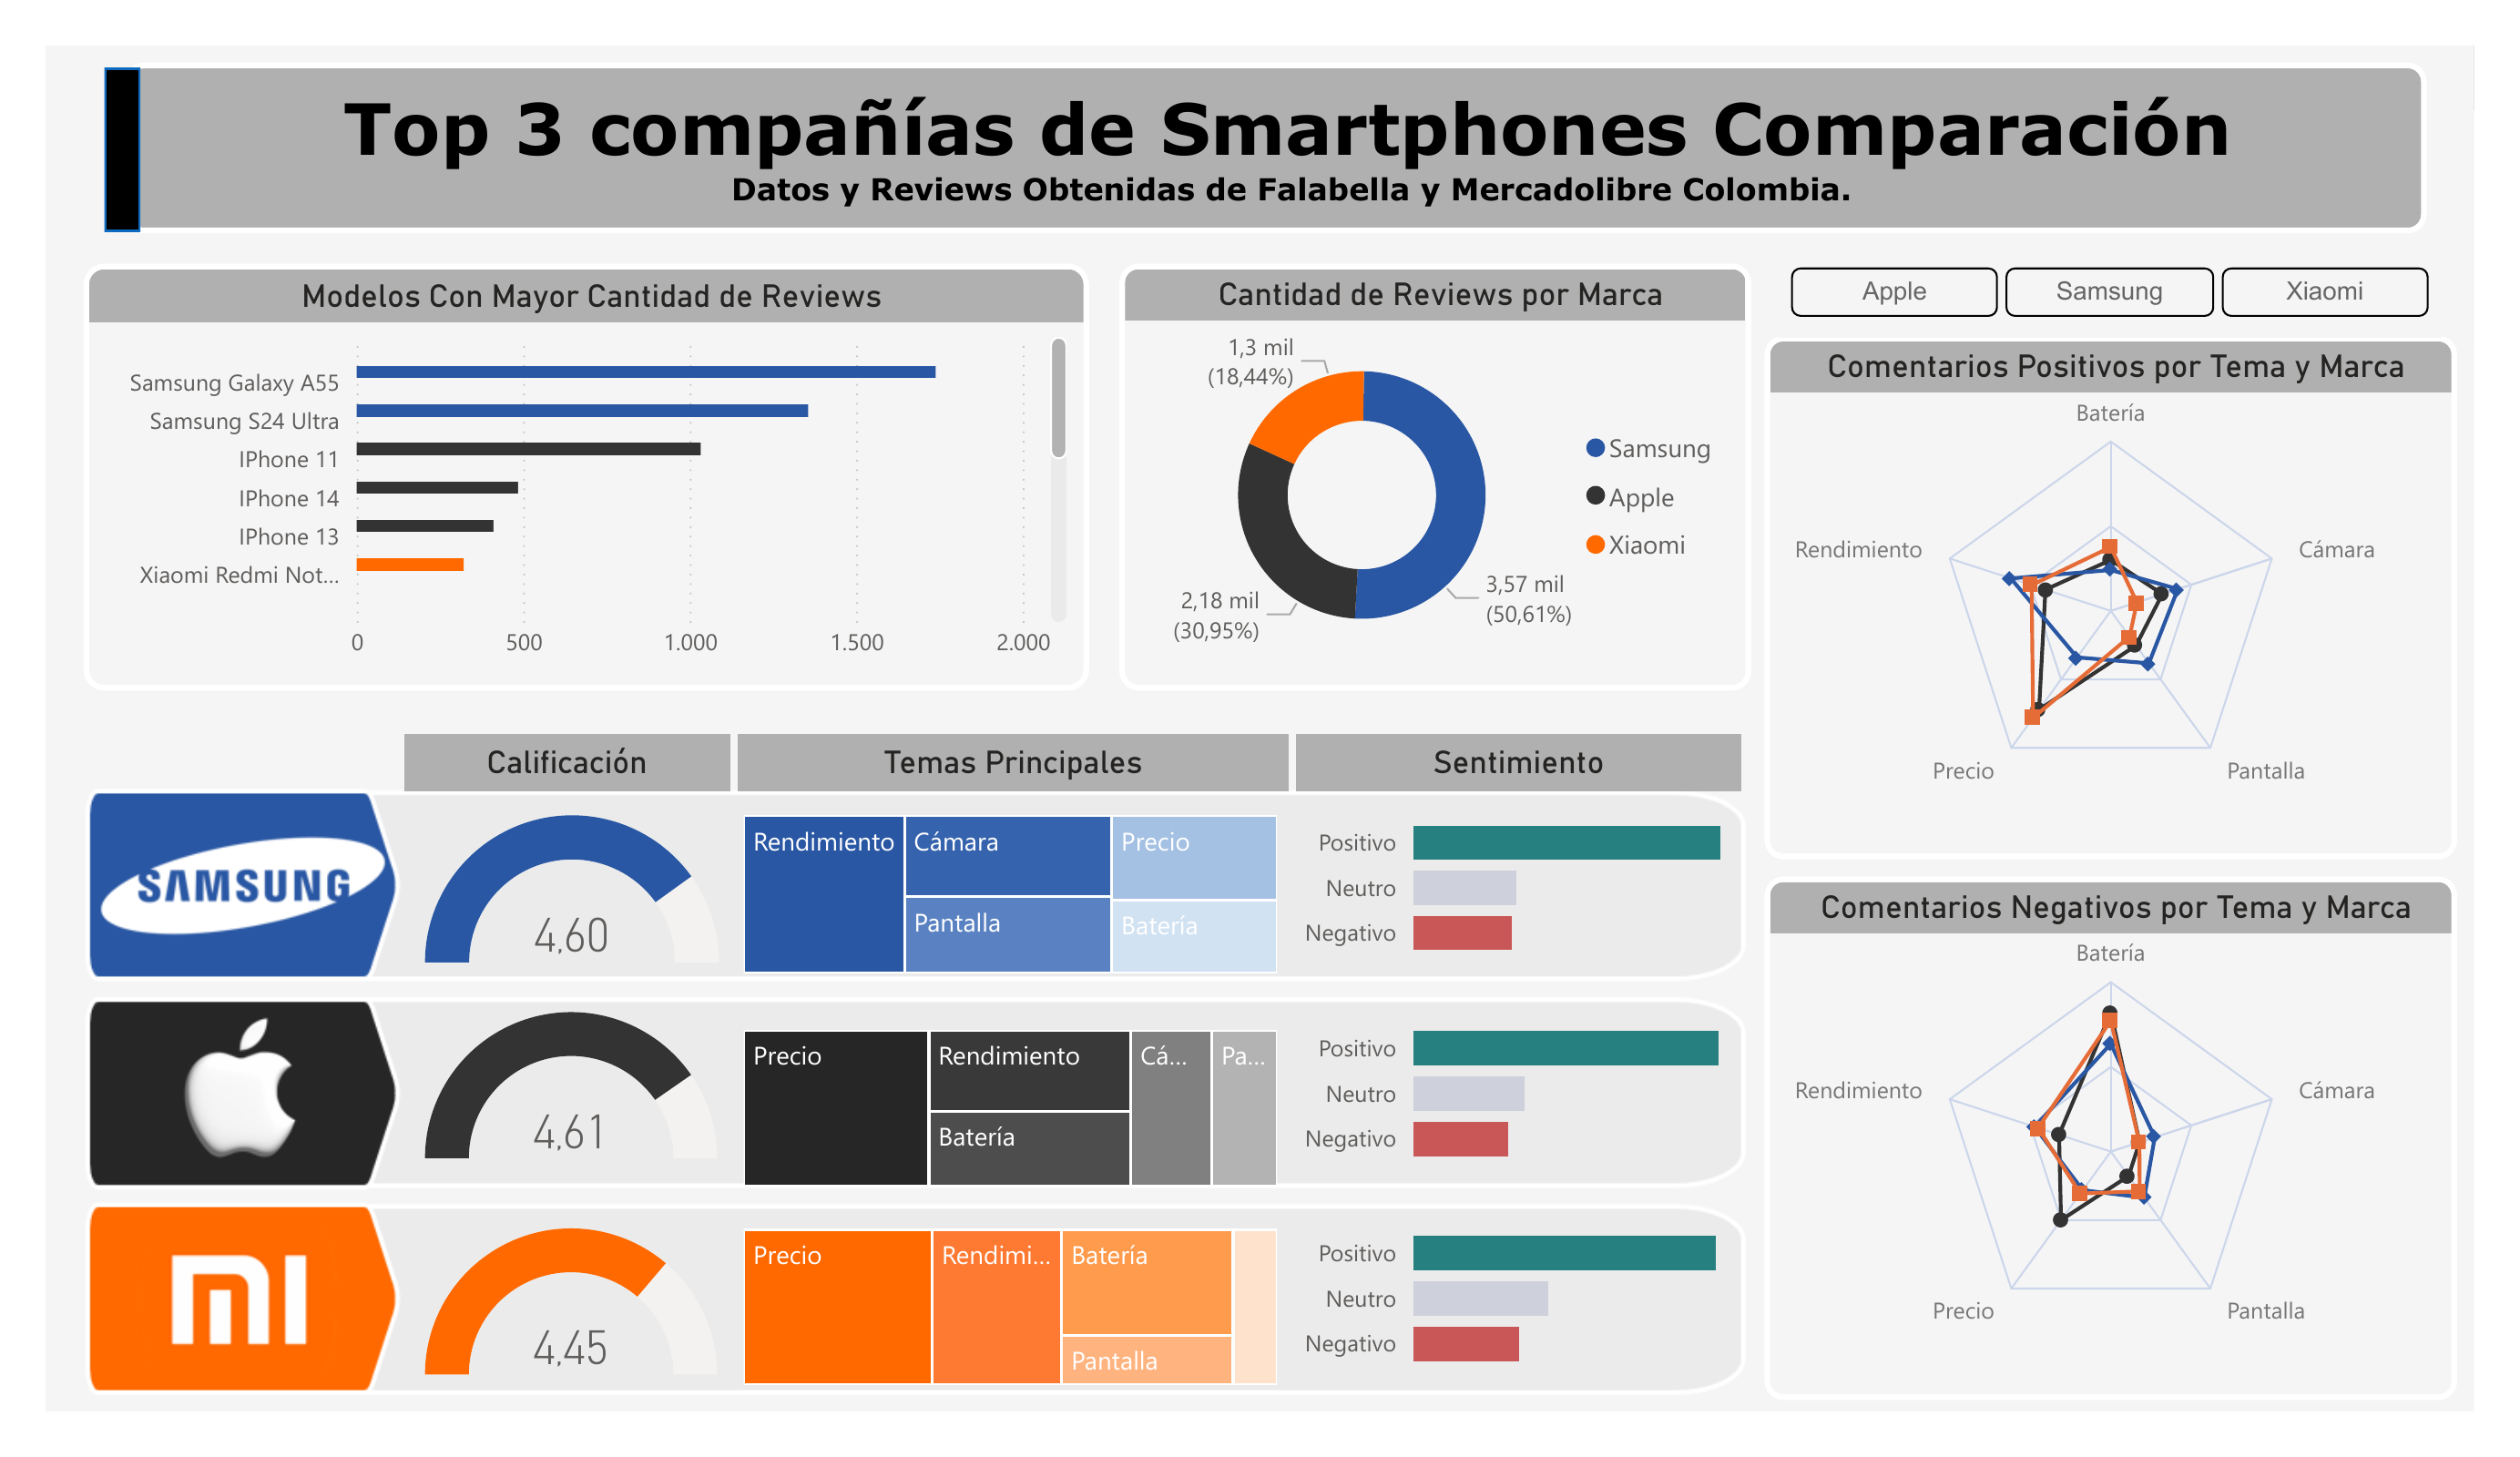 Top 3 compañías de Smartphones Comparación
Datos y Reviews Obtenidas de Falabella y Mercadolibre Colombia.
Modelos Con Mayor Cantidad de Reviews
Samsung Galaxy A55
Samsung S24 Ultra
IPhone 11
IPhone 14
IPhone 13
Xiaomi Redmi Not...
0 500 1.000 1.500 2.000
Cantidad de Reviews por Marca
1,3 mil
(18,44%)
2,18 mil
(30,95%)
3,57 mil
(50,61%)
Samsung
Apple
Xiaomi
Apple Samsung Xiaomi
Comentarios Positivos por Tema y Marca
Batería
Rendimiento
Cámara
Precio
Pantalla
Calificación Temas Principales Sentimiento
SAMSUNG
4,60
Rendimiento
Cámara
Pantalla
Precio
Batería
Positivo
Neutro
Negativo
4,61
Precio
Rendimiento
Batería
Cá...
Pa...
Positivo
Neutro
Negativo
MI
4,45
Precio
Rendimi...
Batería
Pantalla
Positivo
Neutro
Negativo
Comentarios Negativos por Tema y Marca
Batería
Rendimiento
Cámara
Precio
Pantalla